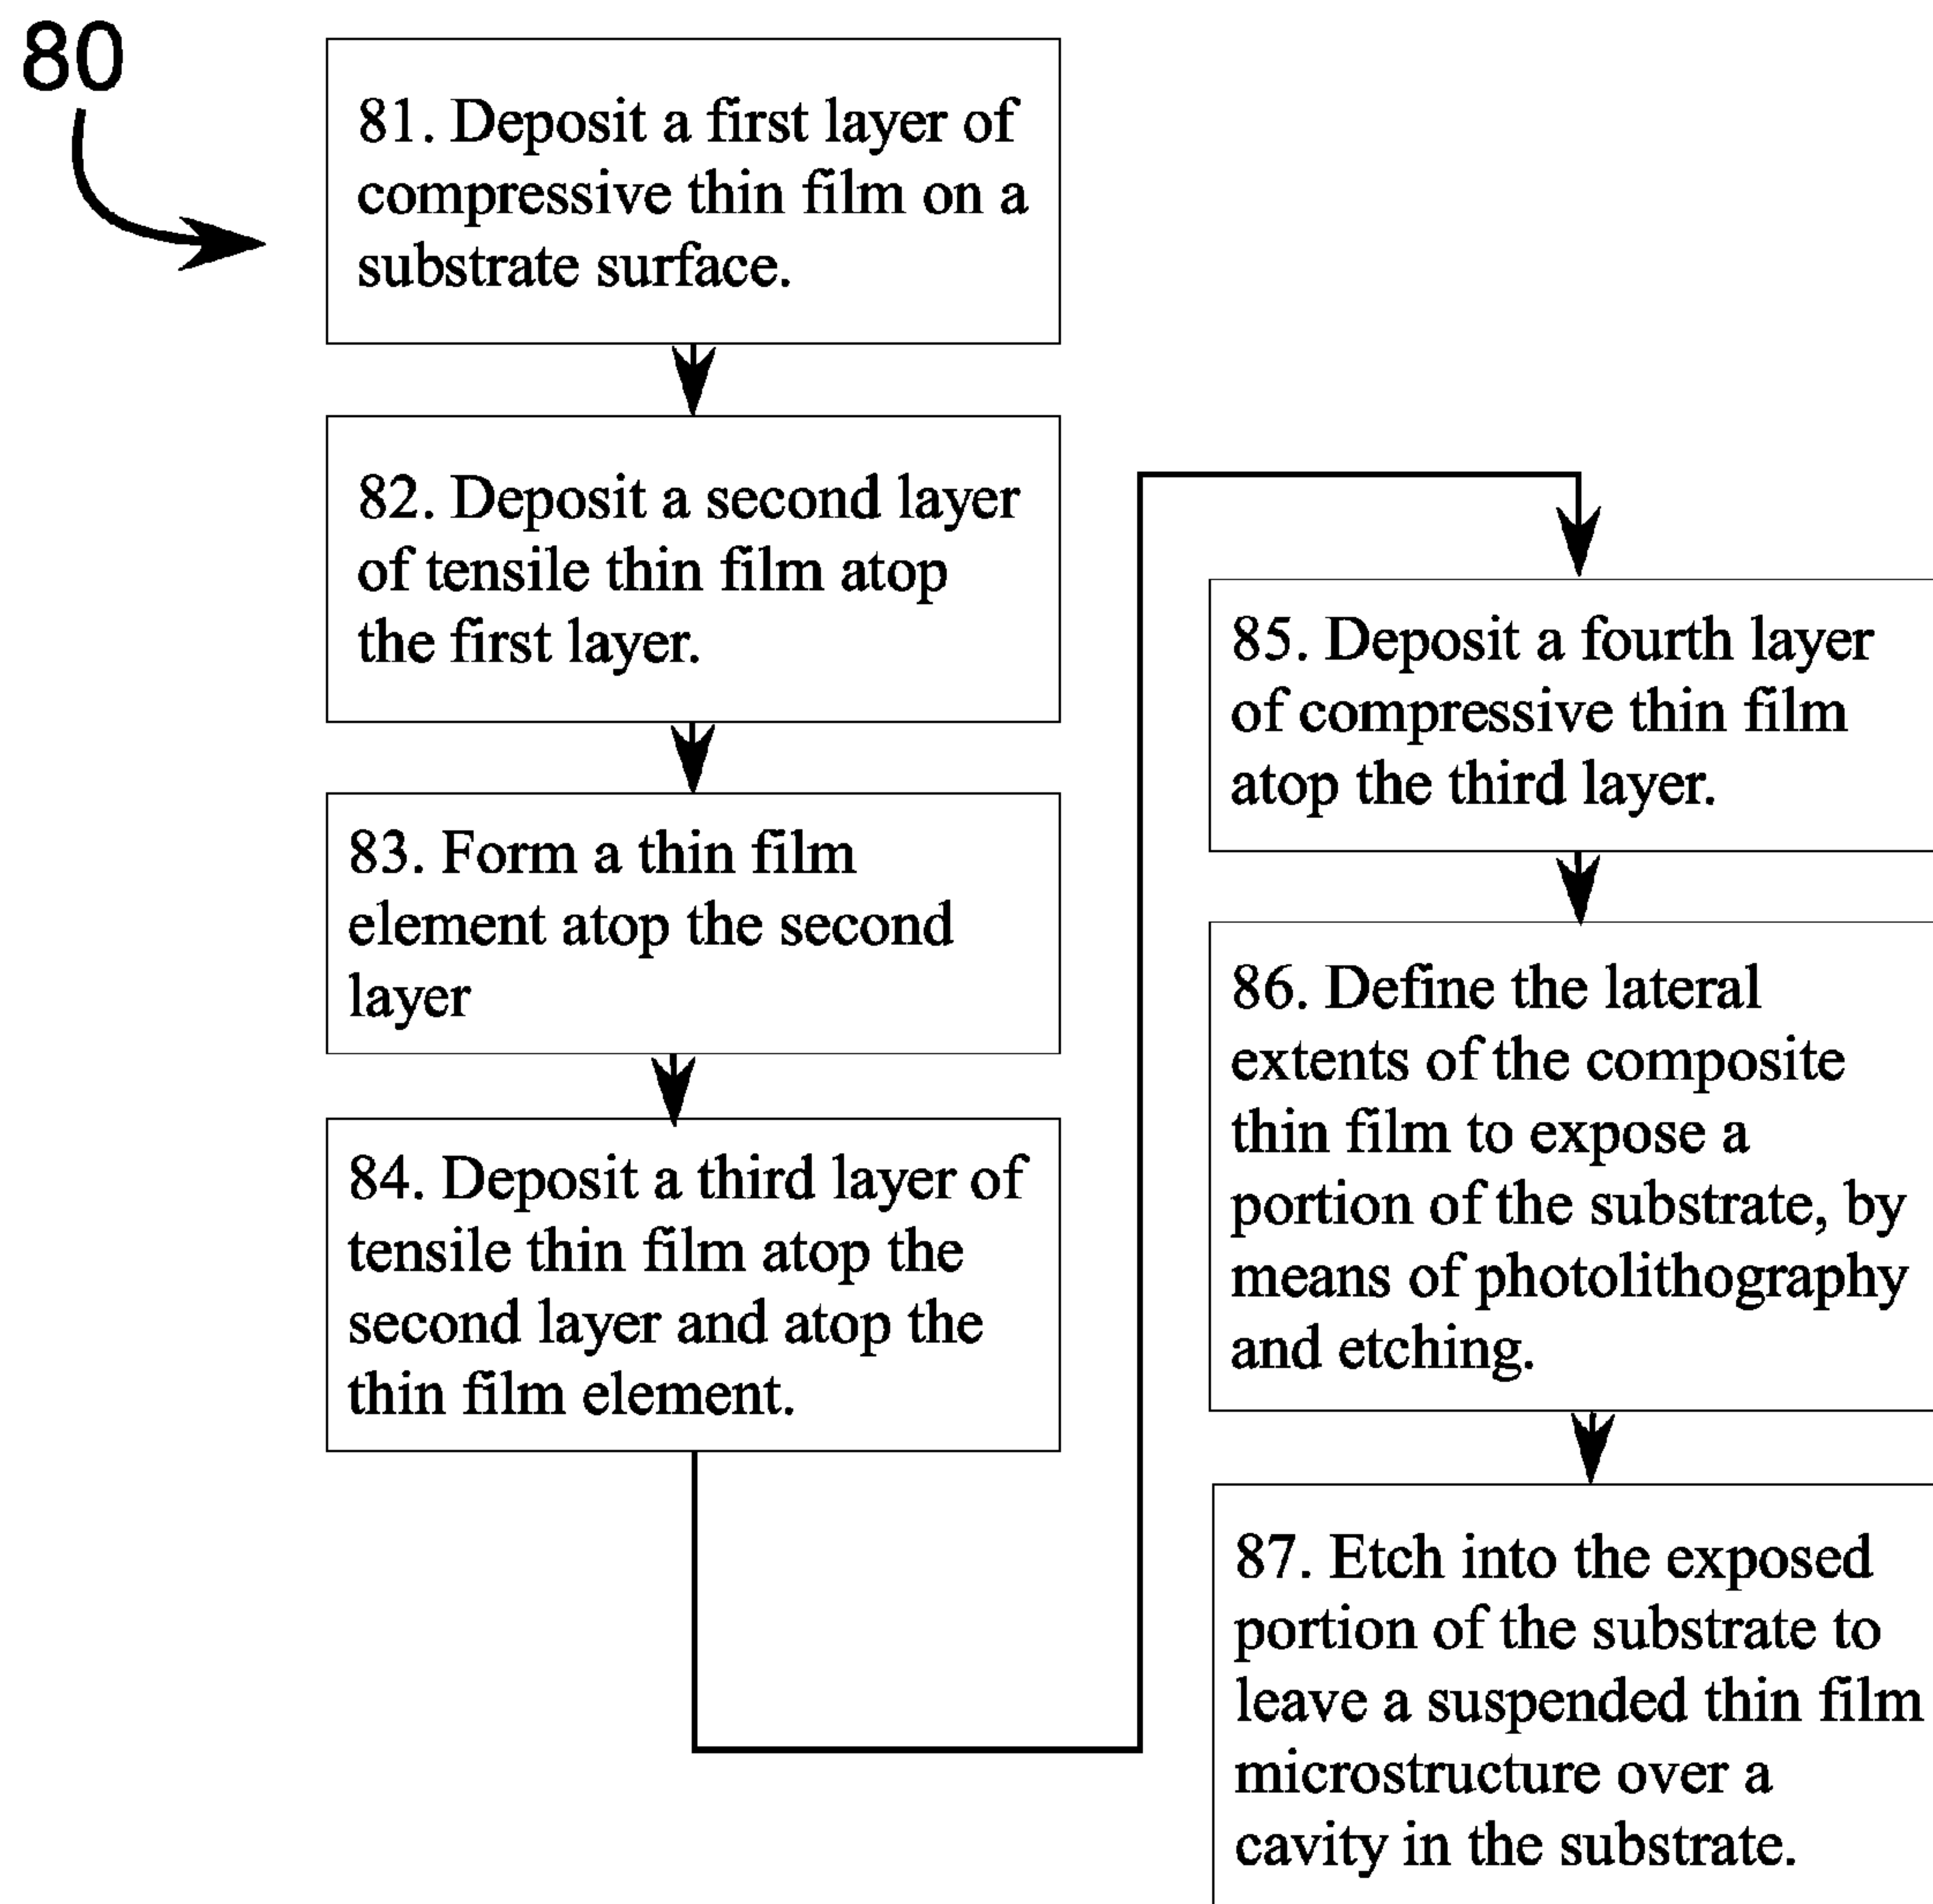 80
81. Deposit a first layer of
compressive thin film on a
substrate surface.
82. Deposit a second layer
of tensile thin film atop
the first layer.
83. Form a thin film
element atop the second
layer
84. Deposit a third layer of
tensile thin film atop the
second layer and atop the
thin film element.
85. Deposit a fourth layer
of compressive thin film
atop the third layer.
86. Define the lateral
extents of the composite
thin film to expose a
portion of the substrate, by
means of photolithography
and etching.
87. Etch into the exposed
portion of the substrate to
leave a suspended thin film
microstructure over a
cavity in the substrate.